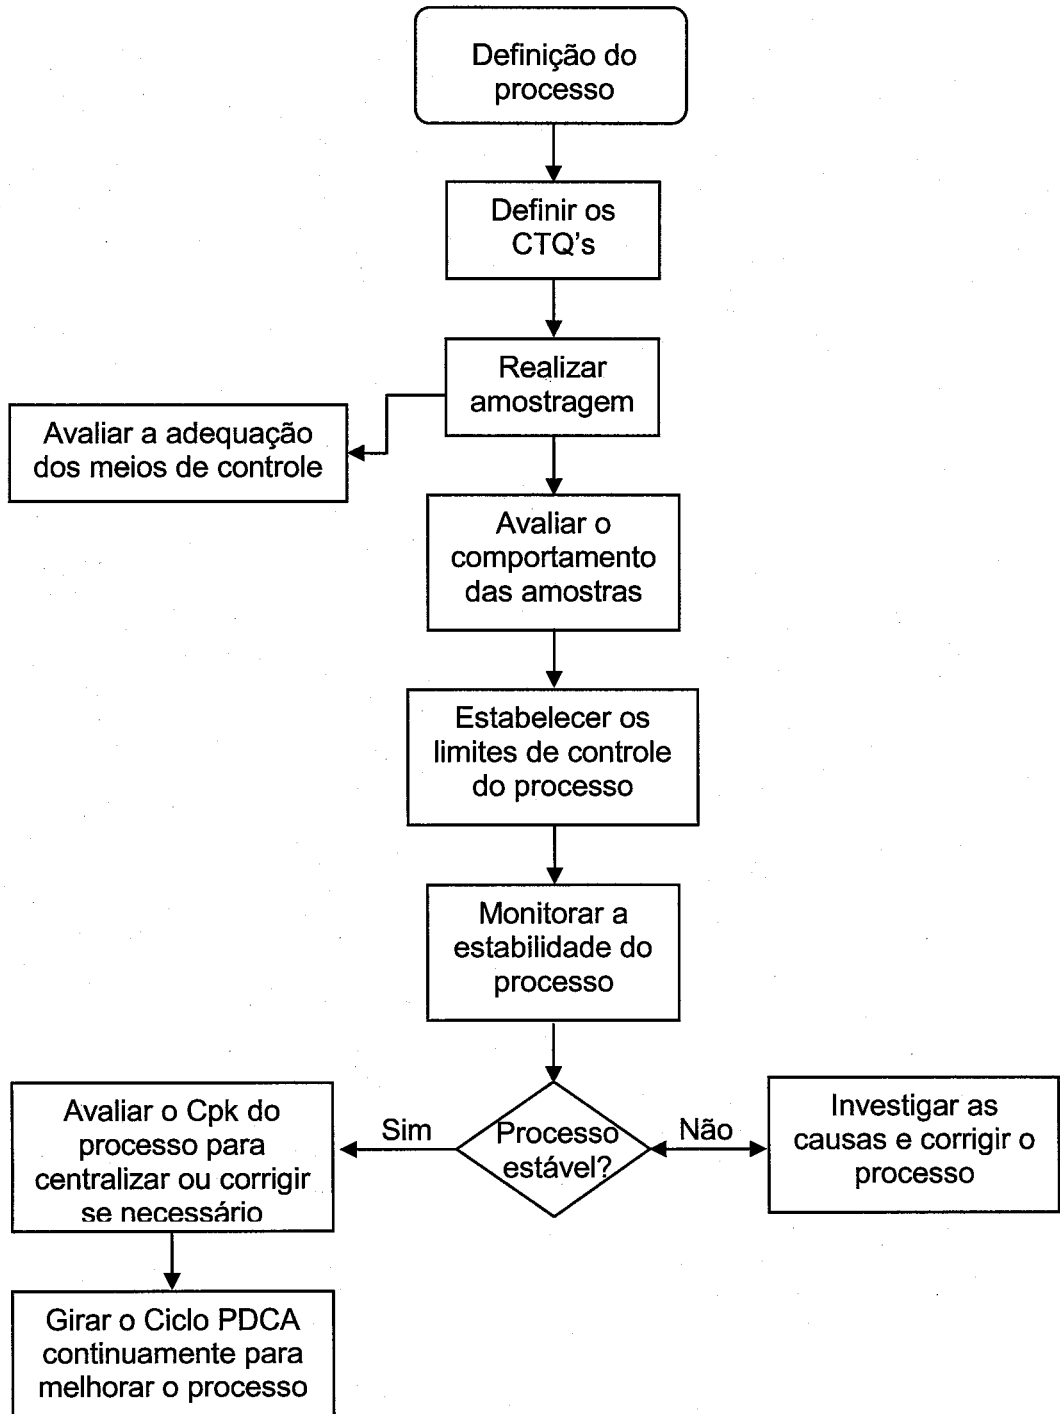 Definição do
processo
Definir os
CTQ's
Realizar
amostragem
Avaliar a adequação
dos meios de controle
Avaliar o
comportamento
das amostras
Estabelecer os
limites de controle
do processo
Monitorar a
estabilidade do
processo
Processo
estável?
Sim
Não
Avaliar o Cpk do
processo para
centralizar ou corrigir
se necessário
Investigar as
causas e corrigir o
processo
Girar o Ciclo PDCA
continuamente para
melhorar o processo